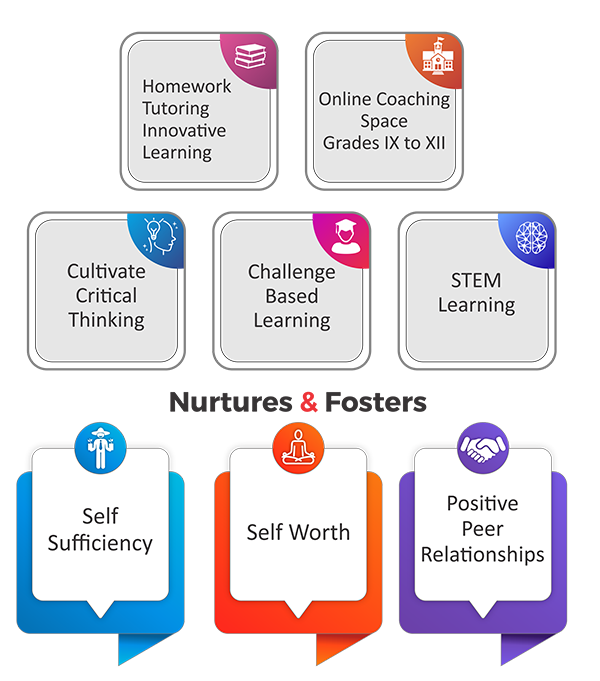 Homework
Tutoring
Innovative
Learning
Online Coaching
Space
Grades IX to XII
Cultivate
Critical
Thinking
Challenge
Based
Learning
STEM
Learning
Nurtures & Fosters
Self
Sufficiency
Self Worth
Positive
Peer
Relationships